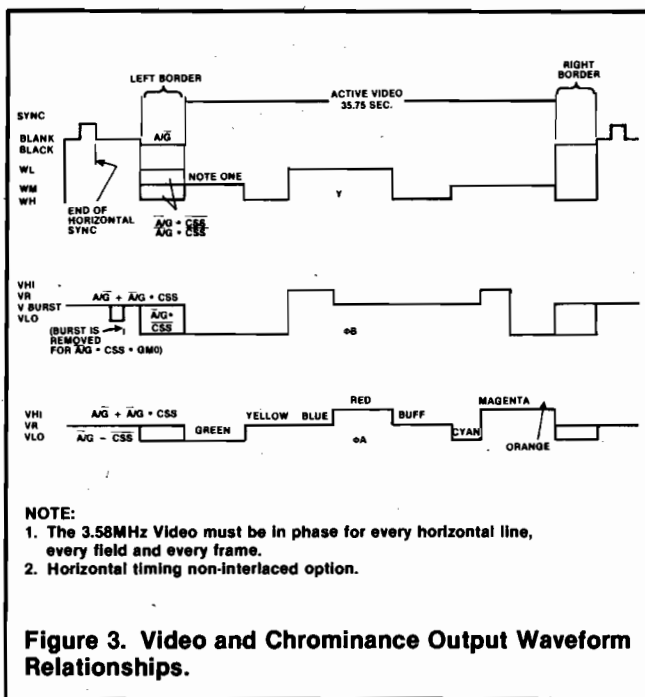 LEFT BORDER
RIGHT BORDER
ACTIVE VIDEO
35.75 SEC.
SYNC
BLANK
BLACK
A/G̅
WL
WM
WH
NOTE ONE
Y
END OF HORIZONTAL SYNC
A̅/G • C̅S̅S̅
A̅/G • CSS
VHI
VR
V BURST
VLO
A/G̅ + A̅/G • CSS
A̅/G •
C̅S̅S̅
ΦB
(BURST IS
REMOVED
FOR A̅/G • CSS • GM0)
VHI
VR
VLO
A/G̅ + A̅/G • CSS
A̅/G - C̅S̅S̅
GREEN
YELLOW
BLUE
RED
BUFF
CYAN
MAGENTA
ORANGE
ΦA
NOTE:
1. The 3.58MHz Video must be in phase for every horizontal line,
every field and every frame.
2. Horizontal timing non-interlaced option.
Figure 3. Video and Chrominance Output Waveform
Relationships.